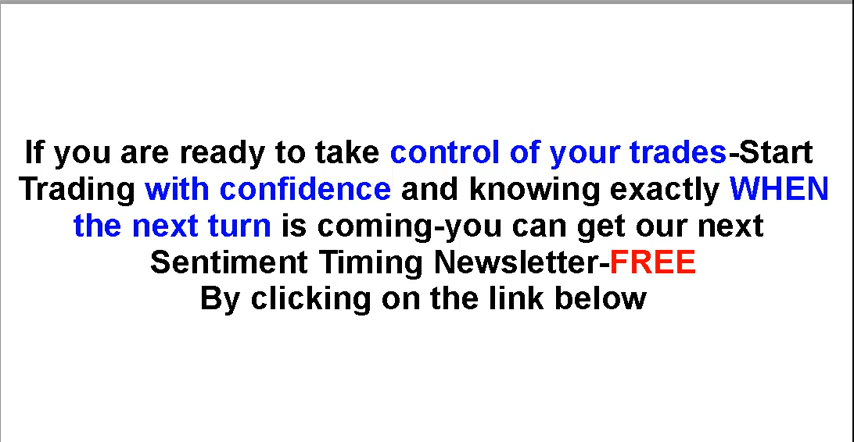 If you are ready to take control of your trades-Start
Trading with confidence and knowing exactly WHEN
the next turn is coming-you can get our next
Sentiment Timing Newsletter-FREE
By clicking on the link below